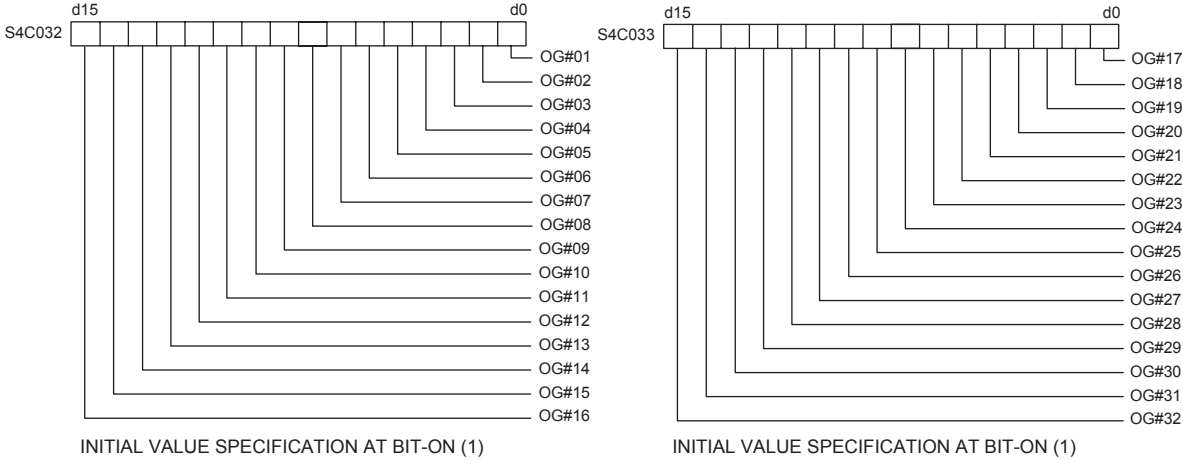 d15 d0
S4C032
OG#01
OG#02
OG#03
OG#04
OG#05
OG#06
OG#07
OG#08
OG#09
OG#10
OG#11
OG#12
OG#13
OG#14
OG#15
OG#16
INITIAL VALUE SPECIFICATION AT BIT-ON (1)
d15 d0
S4C033
OG#17
OG#18
OG#19
OG#20
OG#21
OG#22
OG#23
OG#24
OG#25
OG#26
OG#27
OG#28
OG#29
OG#30
OG#31
OG#32
INITIAL VALUE SPECIFICATION AT BIT-ON (1)